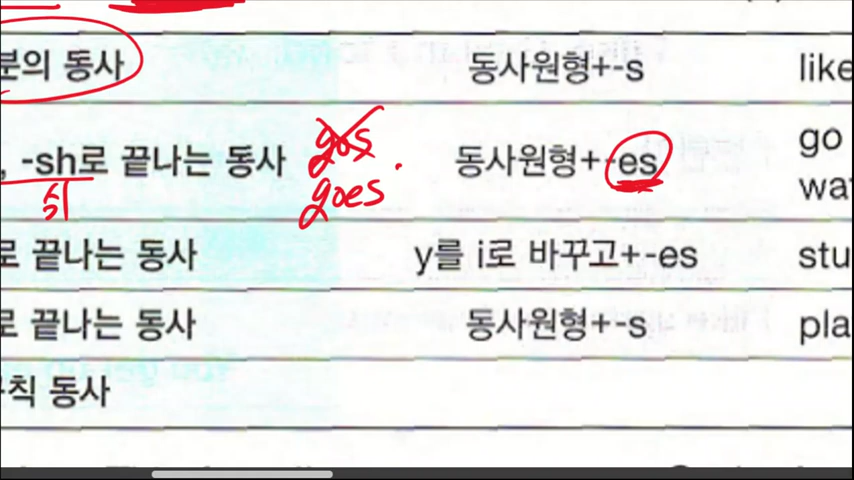 분의 동사 동사원형+-s like
, -sh로 끝나는 동사 gos goes. 동사원형+-es go
wat
쉬
로 끝나는 동사 y를 i로 바꾸고+-es stu
로 끝나는 동사 동사원형+-s pla
구칙 동사